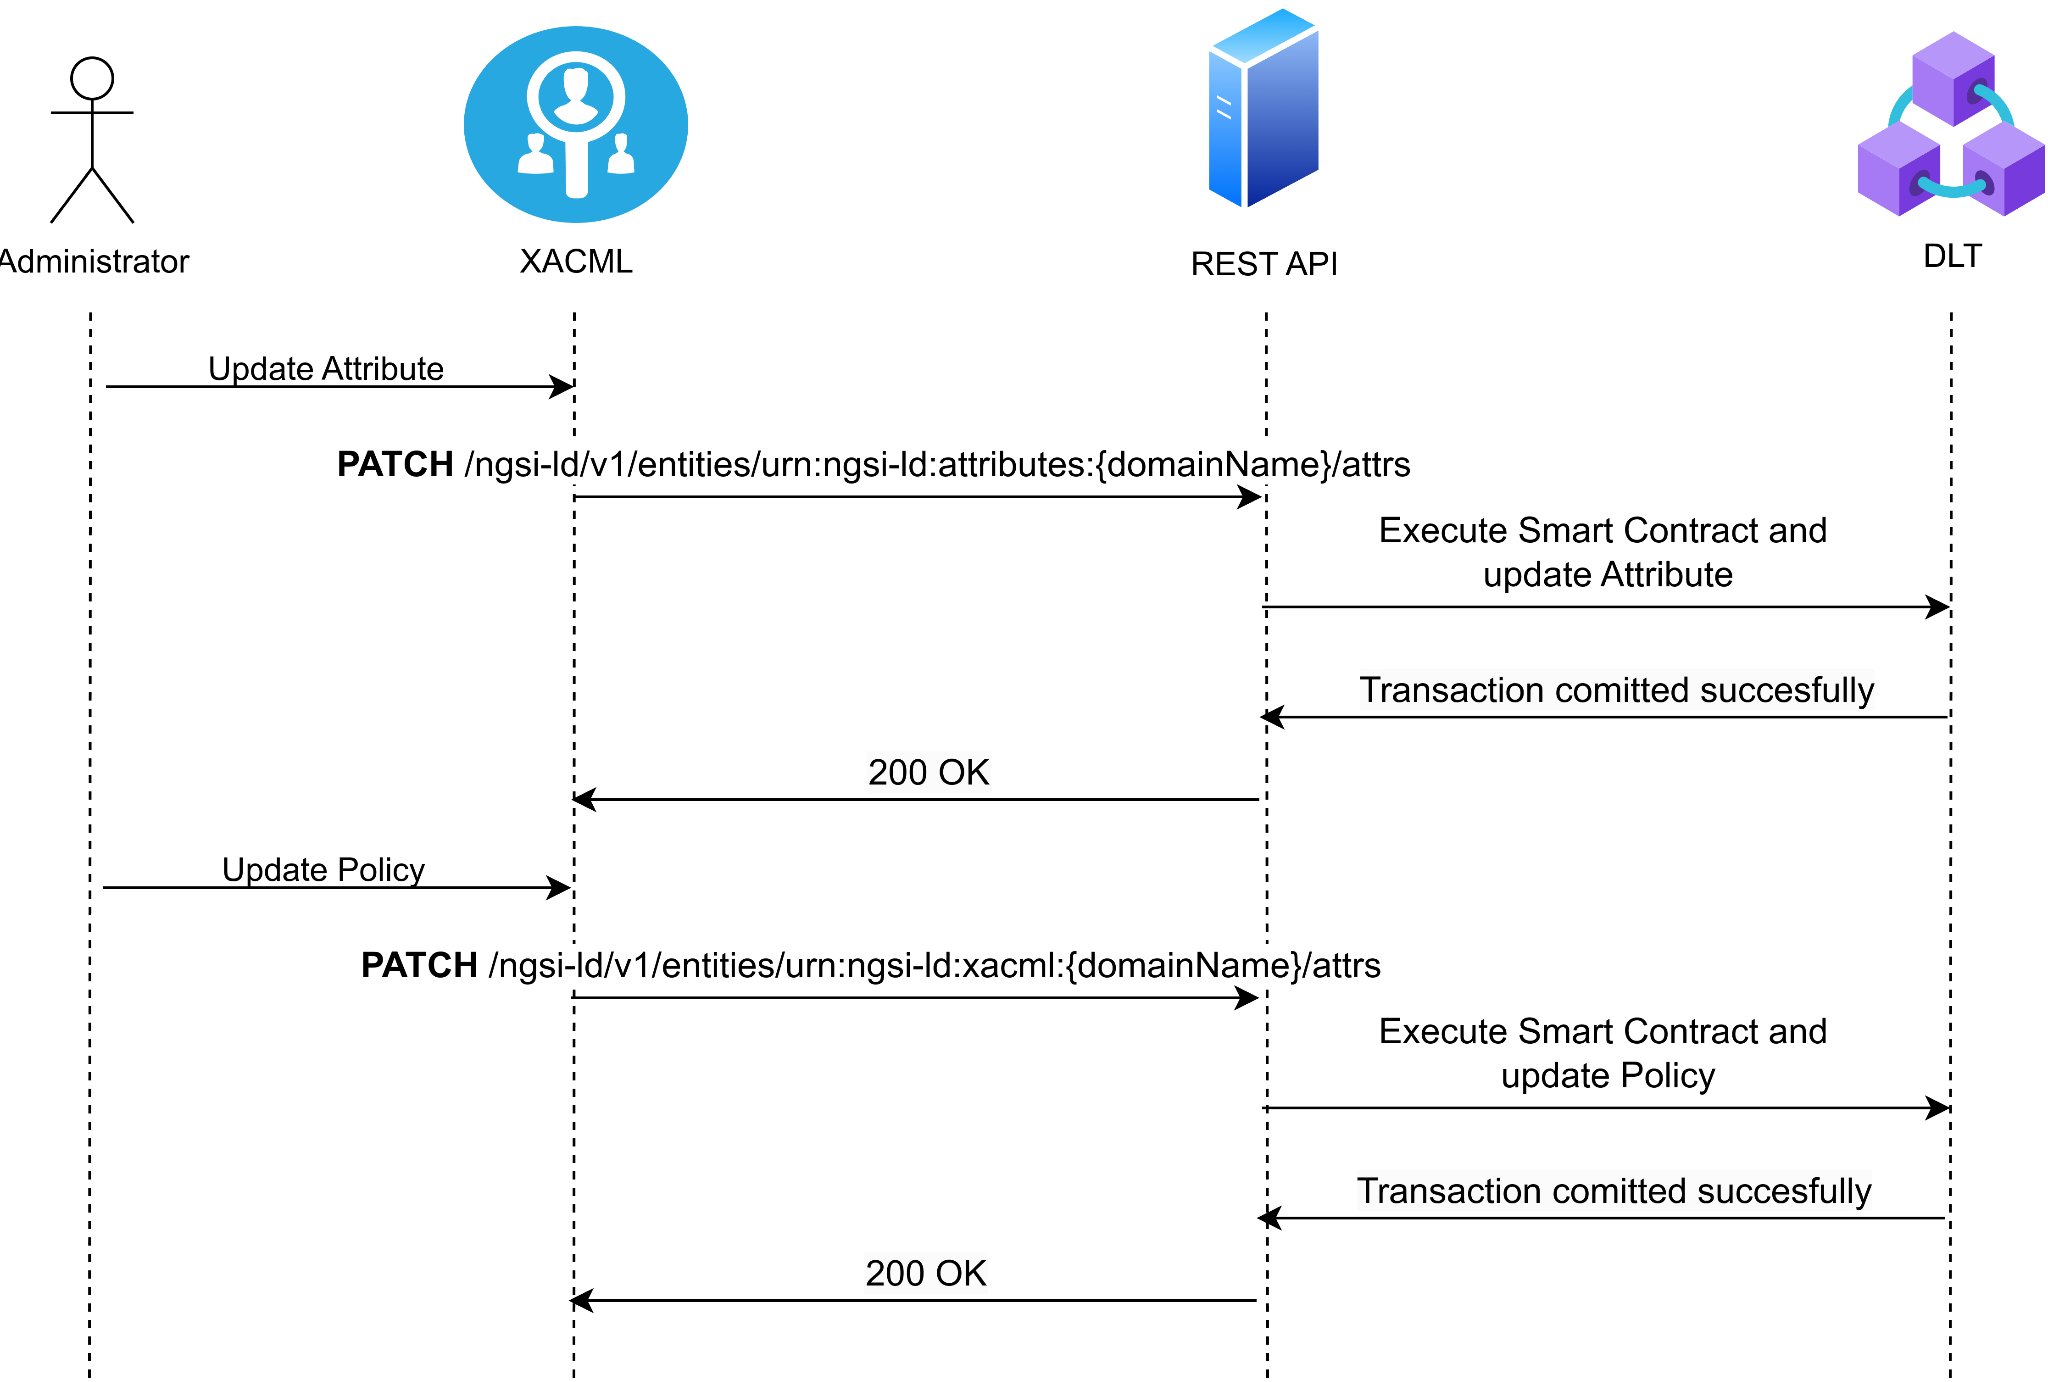 Administrator
XACML
REST API
DLT
Update Attribute
PATCH /ngsi-ld/v1/entities/urn:ngsi-ld:attributes:{domainName}/attrs
Execute Smart Contract and
update Attribute
Transaction comitted succesfully
200 OK
Update Policy
PATCH /ngsi-ld/v1/entities/urn:ngsi-ld:xacml:{domainName}/attrs
Execute Smart Contract and
update Policy
Transaction comitted succesfully
200 OK